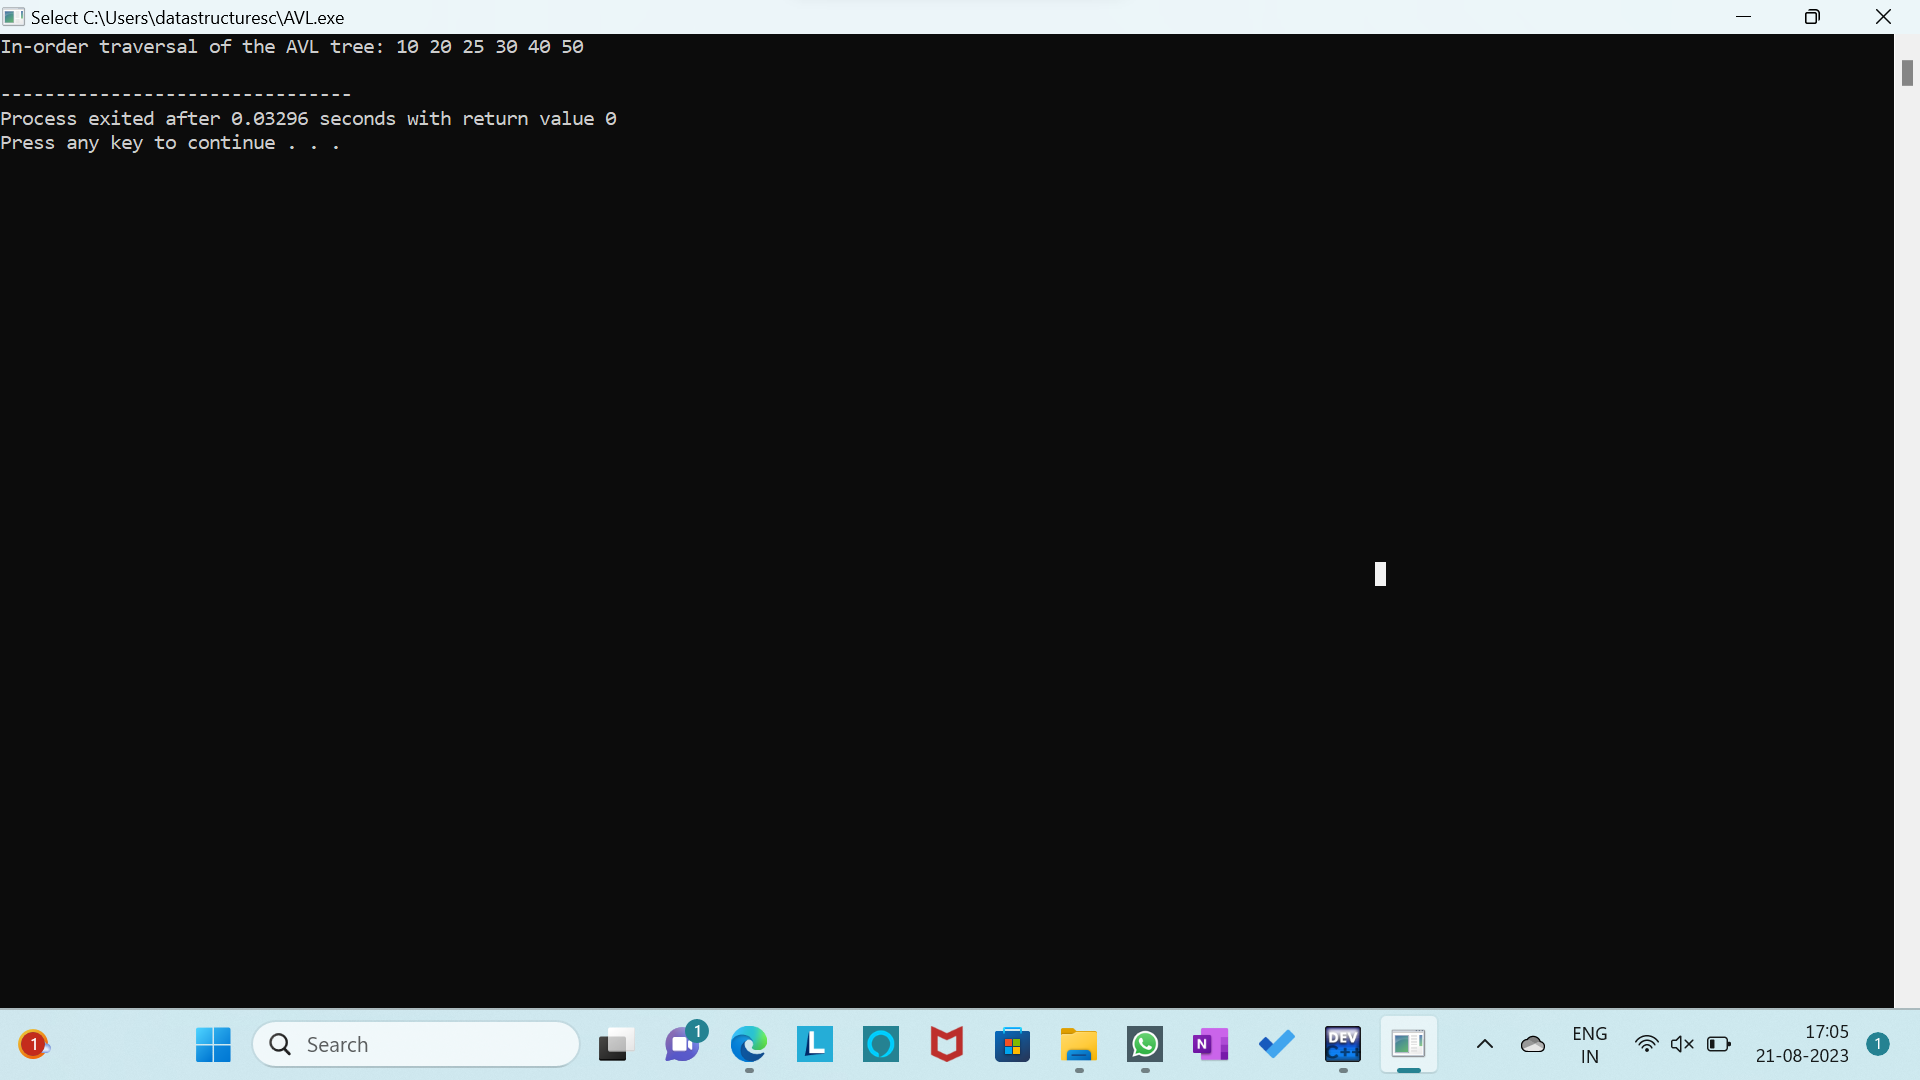 Select C:\Users\datastructuresc\AVL.exe
In-order traversal of the AVL tree: 10 20 25 30 40 50
--------------------------------
Process exited after 0.03296 seconds with return value 0
Press any key to continue . . .
1
Search
1
L
N
DEV
C++
ENG
IN
17:05
21-08-2023
1